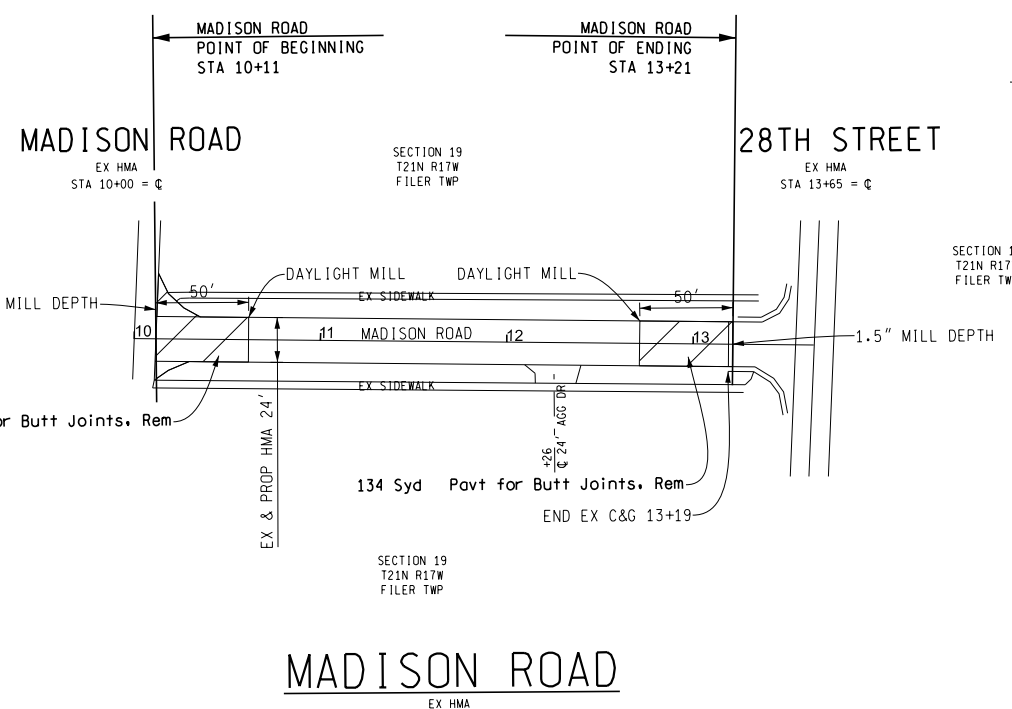 MADISON ROAD
POINT OF BEGINNING
STA 10+11
MADISON ROAD
POINT OF ENDING
STA 13+21
MADISON ROAD
EX HMA
STA 10+00 = ℄
SECTION 19
T21N R17W
FILER TWP
28TH STREET
EX HMA
STA 13+65 = ℄
SECTION 1
T21N R17
FILER TW
DAYLIGHT MILL
DAYLIGHT MILL
50'
EX SIDEWALK
50'
MILL DEPTH
10
11
MADISON ROAD
12
13
1.5" MILL DEPTH
EX SIDEWALK
or Butt Joints, Rem
EX & PROP HMA 24'
+26
℄ 24' AGG DR
134 Syd Pavt for Butt Joints, Rem
END EX C&G 13+19
SECTION 19
T21N R17W
FILER TWP
MADISON ROAD
EX HMA